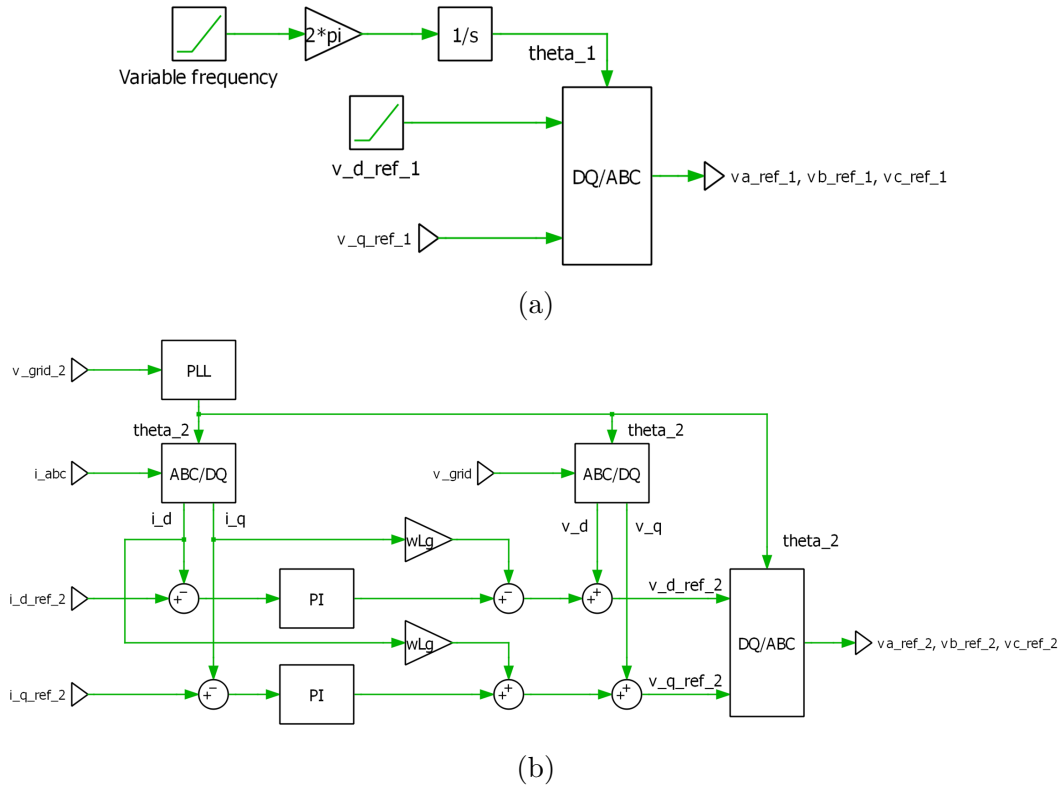 2*pi
1/s
theta_1
Variable frequency
v_d_ref_1
DQ/ABC
va_ref_1, vb_ref_1, vc_ref_1
v_q_ref_1
(a)
v_grid_2
PLL
theta_2
theta_2
i_abc
ABC/DQ
v_grid
ABC/DQ
i_d
i_q
v_d
v_q
wLg
theta_2
i_d_ref_2
+
−
PI
+
−
+
+
v_d_ref_2
wLg
DQ/ABC
va_ref_2, vb_ref_2, vc_ref_2
i_q_ref_2
+
−
PI
+
+
+
+
v_q_ref_2
(b)